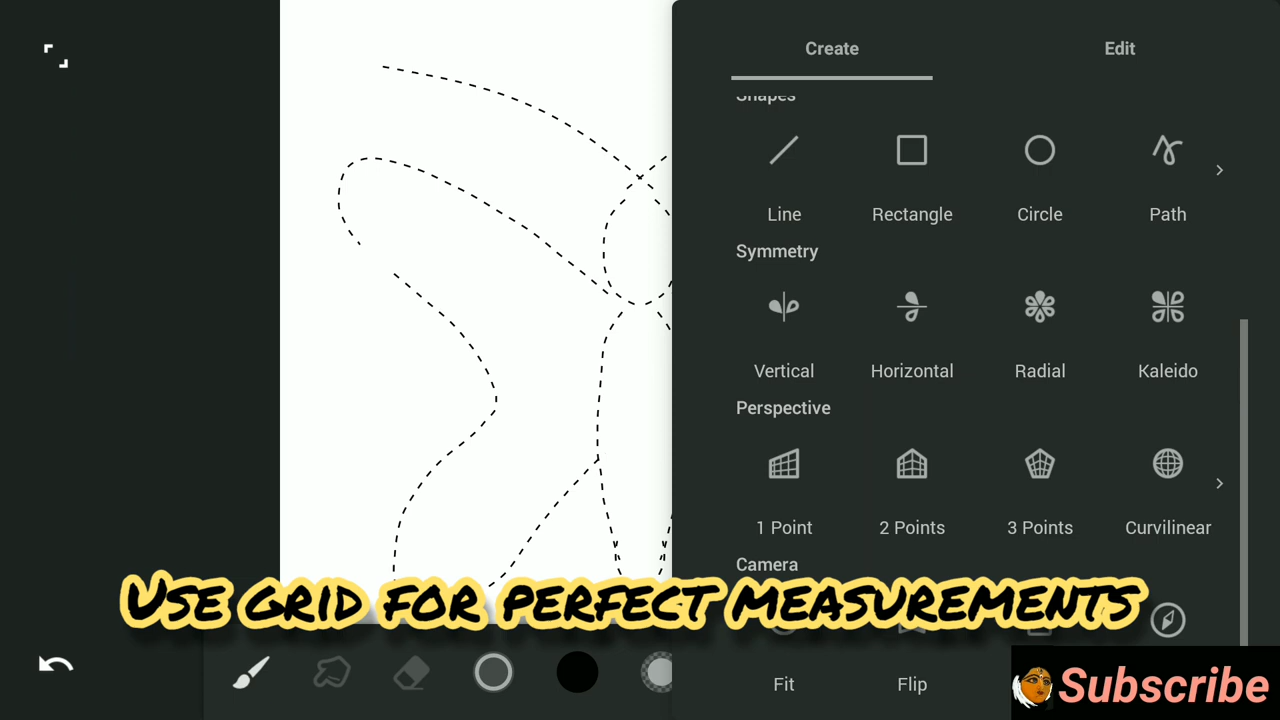 Create Edit
Shapes
Line Rectangle Circle Path
Symmetry
Vertical Horizontal Radial Kaleido
Perspective
1 Point 2 Points 3 Points Curvilinear
Camera
USE GRID FOR PERFECT MEASUREMENTS
Fit Flip
Subscribe